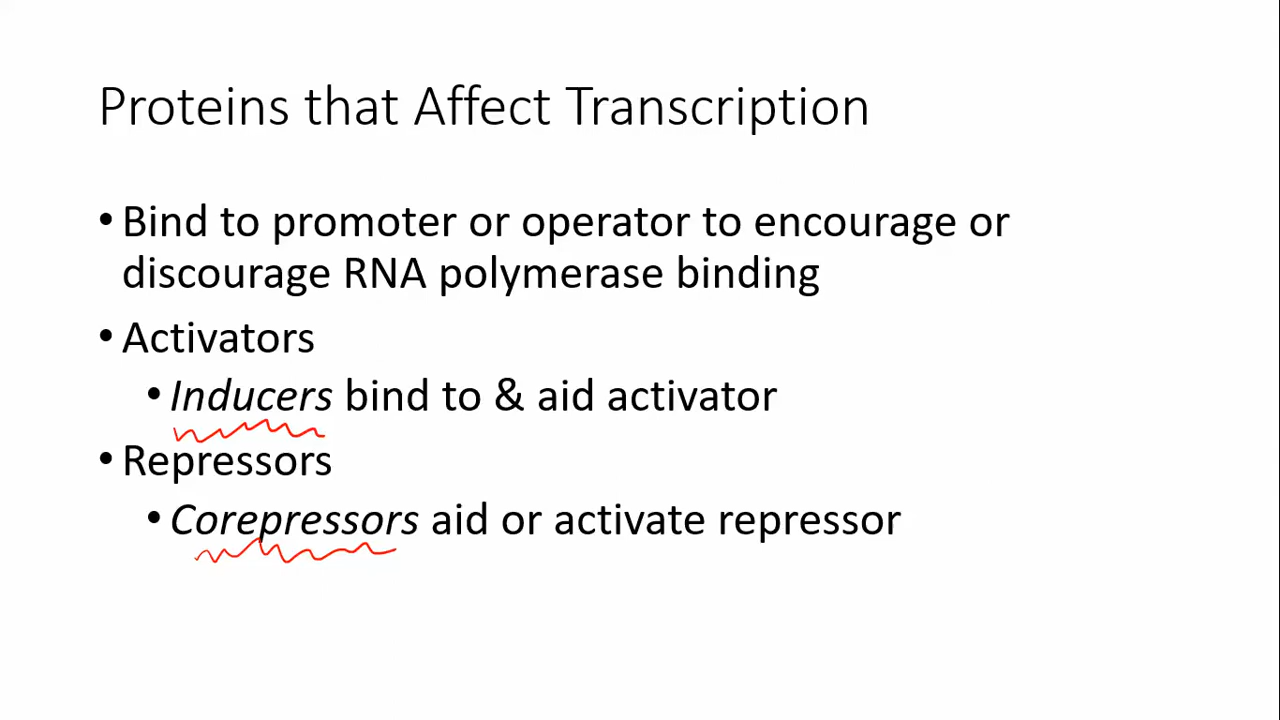 Proteins that Affect Transcription
• Bind to promoter or operator to encourage or
discourage RNA polymerase binding
• Activators
• Inducers bind to & aid activator
• Repressors
• Corepressors aid or activate repressor